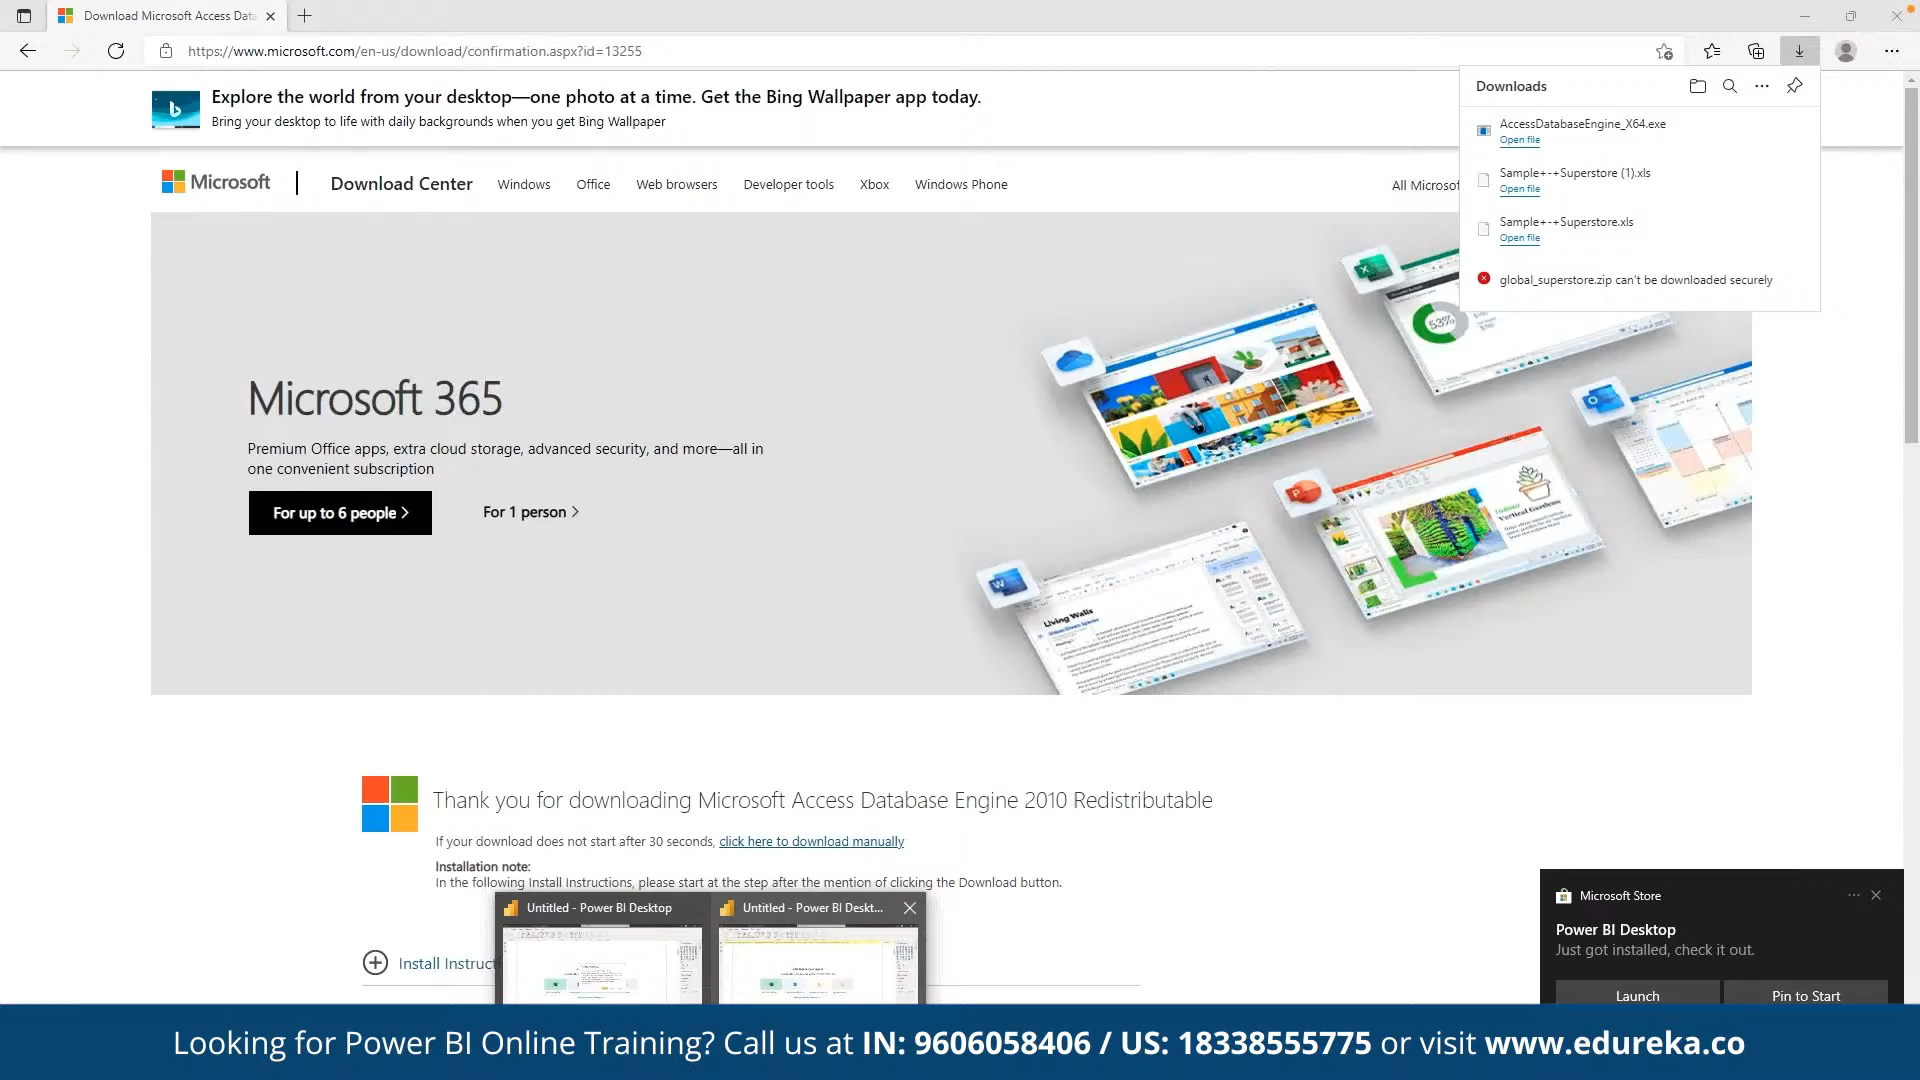 Download Microsoft Access Data
https://www.microsoft.com/en-us/download/confirmation.aspx?id=13255
Explore the world from your desktop—one photo at a time. Get the Bing Wallpaper app today.
Bring your desktop to life with daily backgrounds when you get Bing Wallpaper
Downloads
AccessDatabaseEngine_X64.exe
Open file
Sample+-+Superstore (1).xls
Open file
Sample+-+Superstore.xls
Open file
global_superstore.zip can't be downloaded securely
Microsoft
Download Center
Windows
Office
Web browsers
Developer tools
Xbox
Windows Phone
All Microsof
53%
Microsoft 365
Premium Office apps, extra cloud storage, advanced security, and more—all in
one convenient subscription
For up to 6 people
For 1 person
Indoor
Vertical Gardens
Living Walls
Thank you for downloading Microsoft Access Database Engine 2010 Redistributable
If your download does not start after 30 seconds, click here to download manually
Installation note:
In the following Install Instructions, please start at the step after the mention of clicking the Download button.
Untitled - Power BI Desktop
Untitled - Power BI Deskt...
Install Instructi
Microsoft Store
Power BI Desktop
Just got installed, check it out.
Launch
Pin to Start
Looking for Power BI Online Training? Call us at IN: 9606058406 / US: 18338555775 or visit www.edureka.co